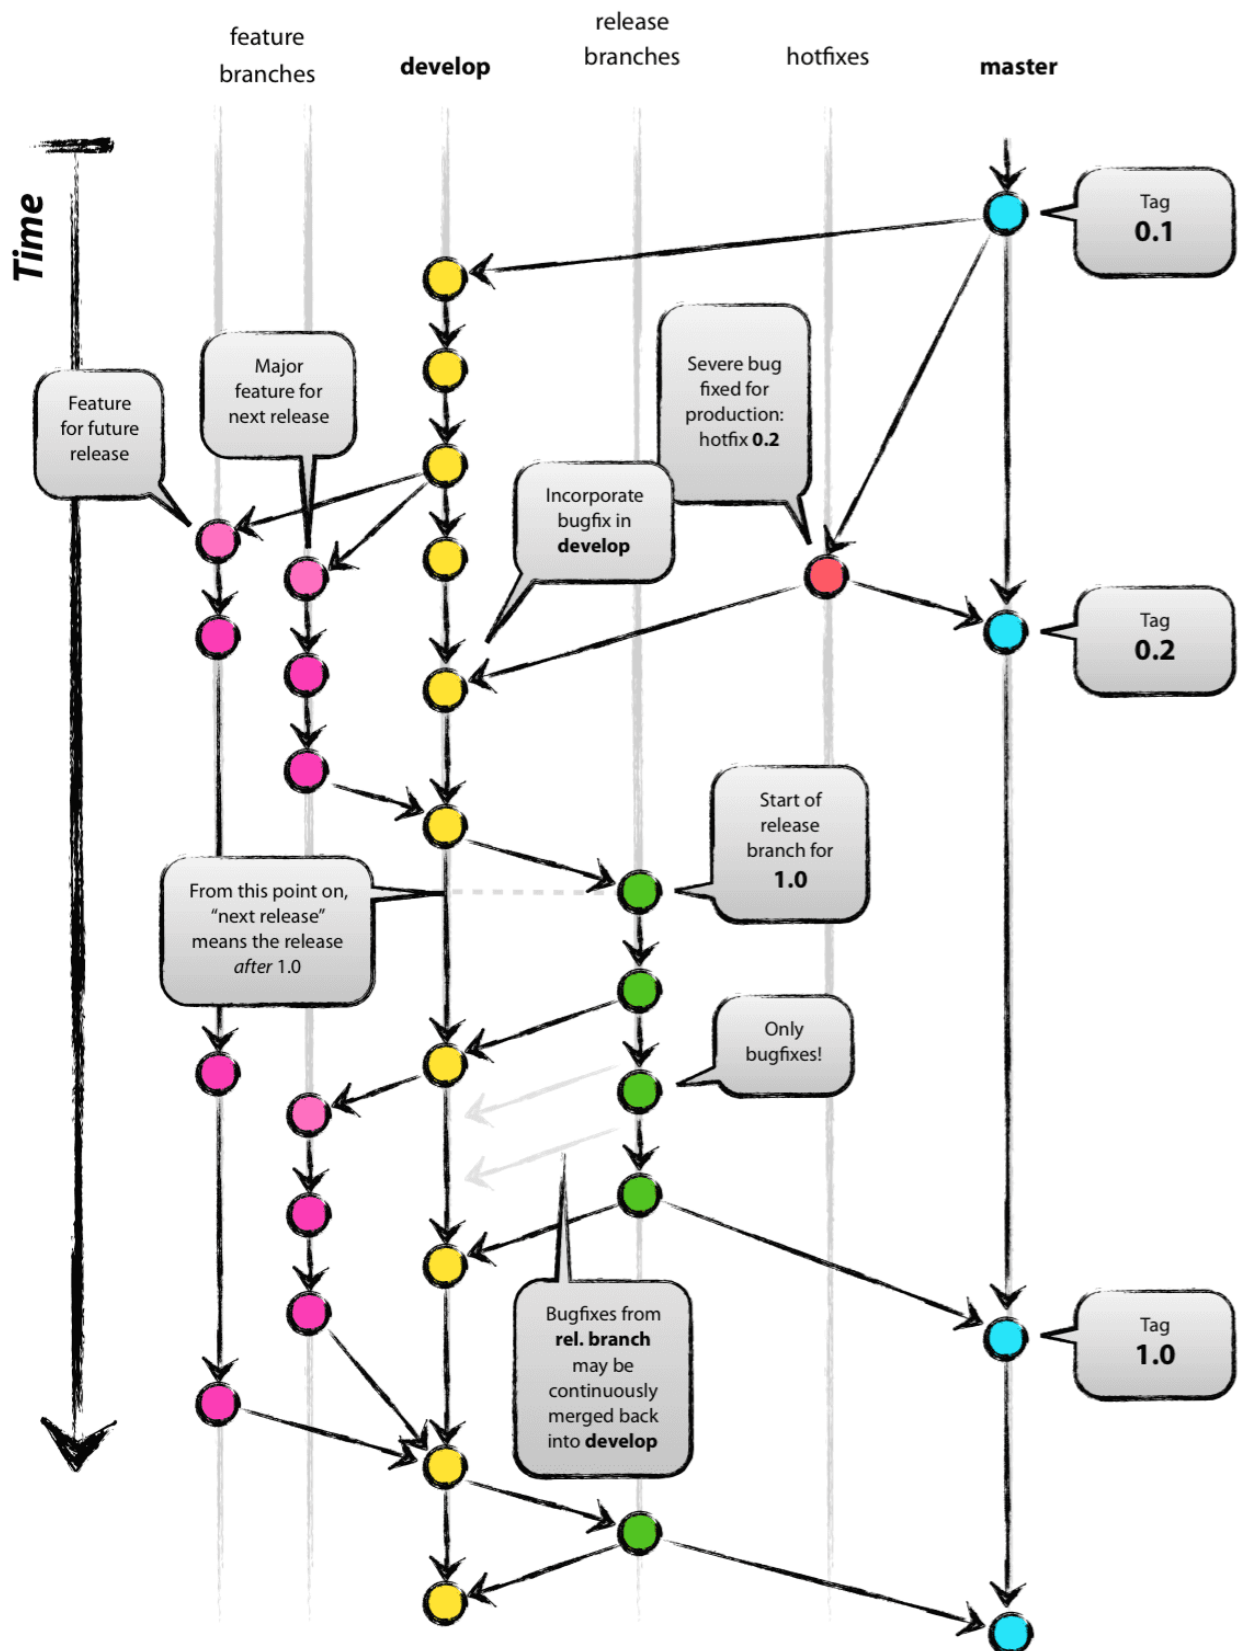 feature
branches
develop
release
branches
hotfixes
master
Time
Tag
0.1
Major
feature for
next release
Severe bug
fixed for
production:
hotfix 0.2
Feature
for future
release
Incorporate
bugfix in
develop
Tag
0.2
Start of
release
branch for
1.0
From this point on,
“next release”
means the release
after 1.0
Only
bugfixes!
Bugfixes from
rel. branch
may be
continuously
merged back
into develop
Tag
1.0